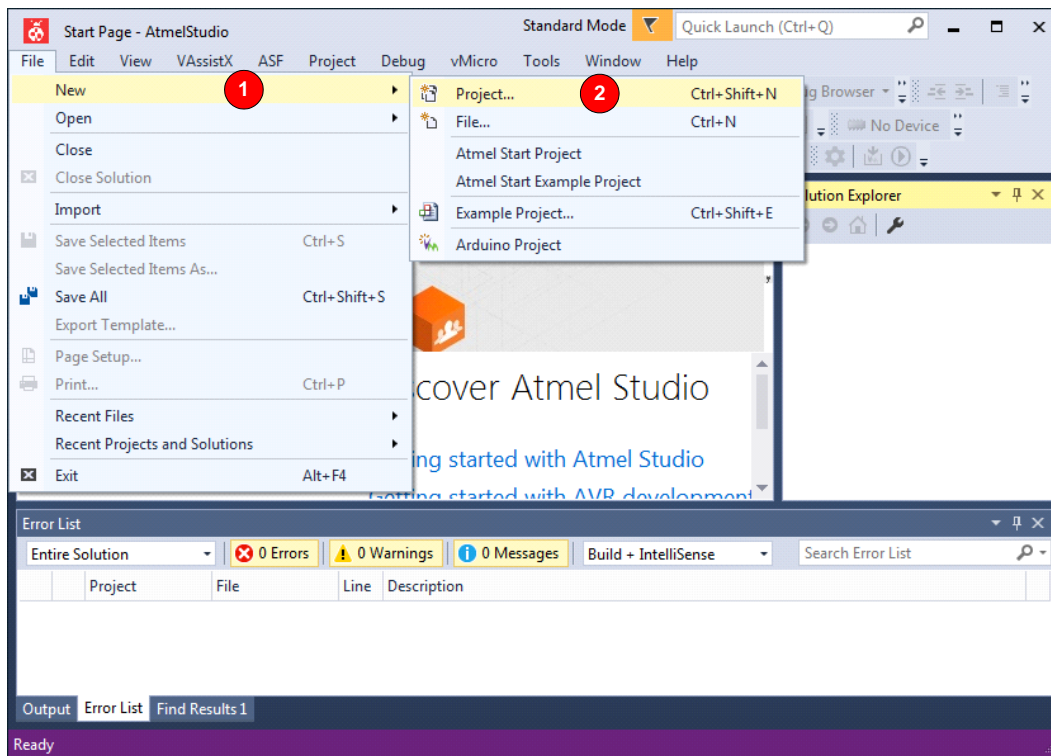 Start Page - AtmelStudio
Standard Mode
Quick Launch (Ctrl+Q)
File Edit View VAssistX ASF Project Debug vMicro Tools Window Help
New
1
Open
Close
Close Solution
Import
Save Selected Items Ctrl+S
Save Selected Items As...
Save All Ctrl+Shift+S
Export Template...
Page Setup...
Print... Ctrl+P
Recent Files
Recent Projects and Solutions
Exit Alt+F4
Project... 2 Ctrl+Shift+N
File... Ctrl+N
Atmel Start Project
Atmel Start Example Project
Example Project... Ctrl+Shift+E
Arduino Project
Browser
No Device
Explorer
Atmel Studio
started with Atmel Studio
Getting started with AVR development
Error List
Entire Solution 0 Errors 0 Warnings 0 Messages Build + IntelliSense Search Error List
Project File Line Description
Output Error List Find Results 1
Ready